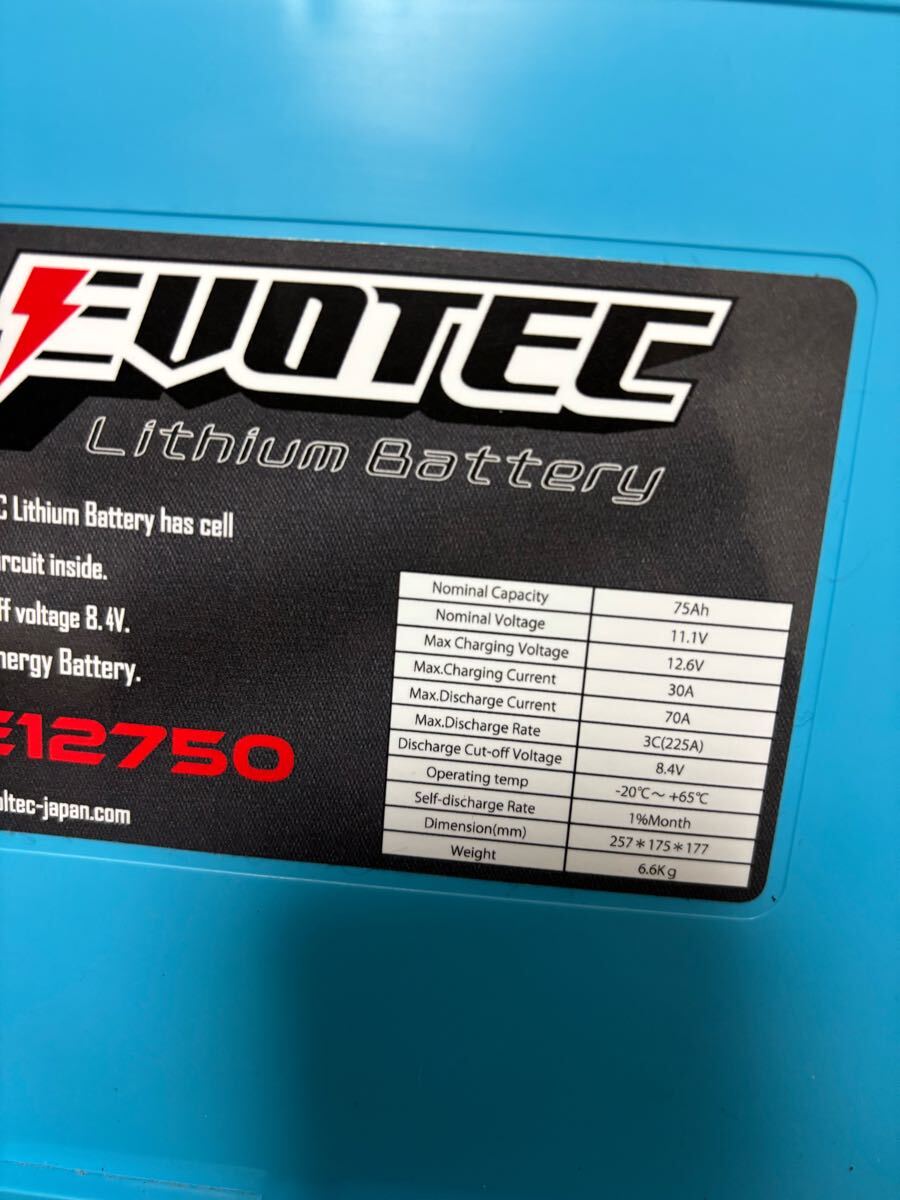 EVOTEC
Lithium Battery
C Lithium Battery has cell
ircuit inside.
ff voltage 8.4V.
nergy Battery.
E12750
oltec-japan.com
Nominal Capacity 75Ah
Nominal Voltage 11.1V
Max Charging Voltage 12.6V
Max.Charging Current 30A
Max.Discharge Current 70A
Max.Discharge Rate 3C(225A)
Discharge Cut-off Voltage 8.4V
Operating temp -20℃～ +65℃
Self-discharge Rate 1%Month
Dimension(mm) 257＊175＊177
Weight 6.6Kg